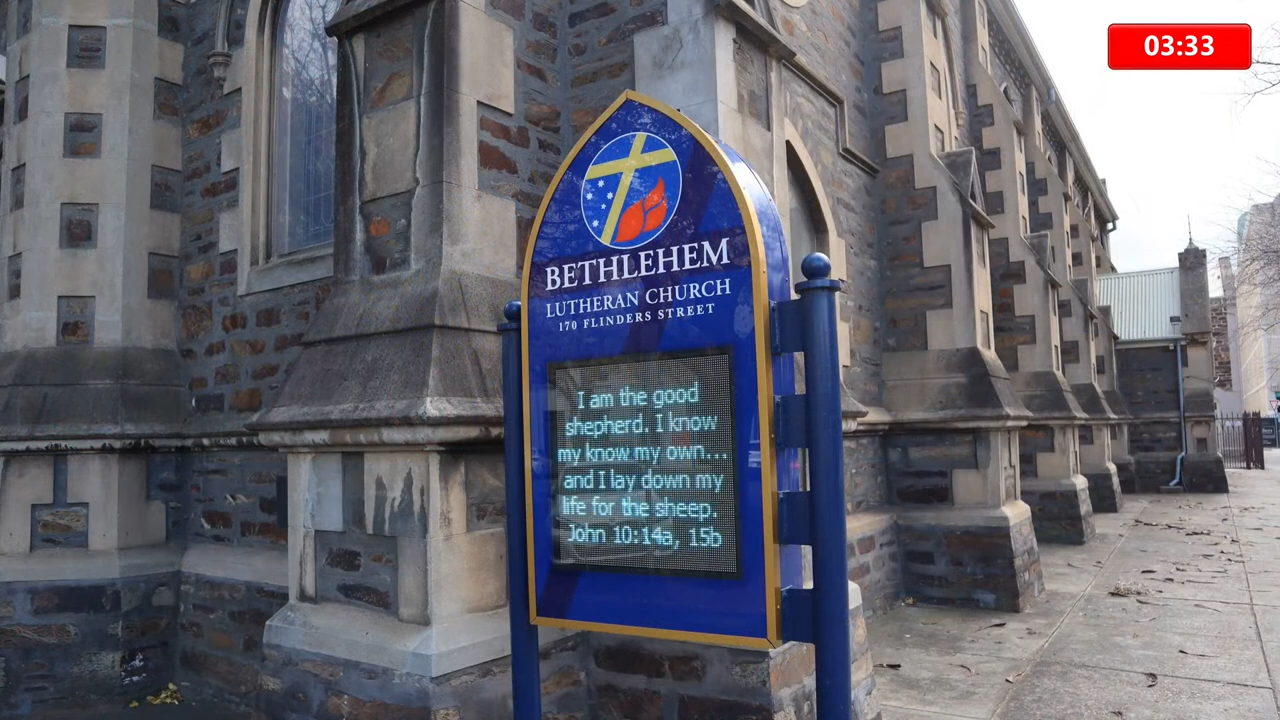 03:33
BETHLEHEM
LUTHERAN CHURCH
170 FLINDERS STREET
I am the good
shepherd. I know
my know my own...
and I lay down my
life for the sheep.
John 10:14a, 15b